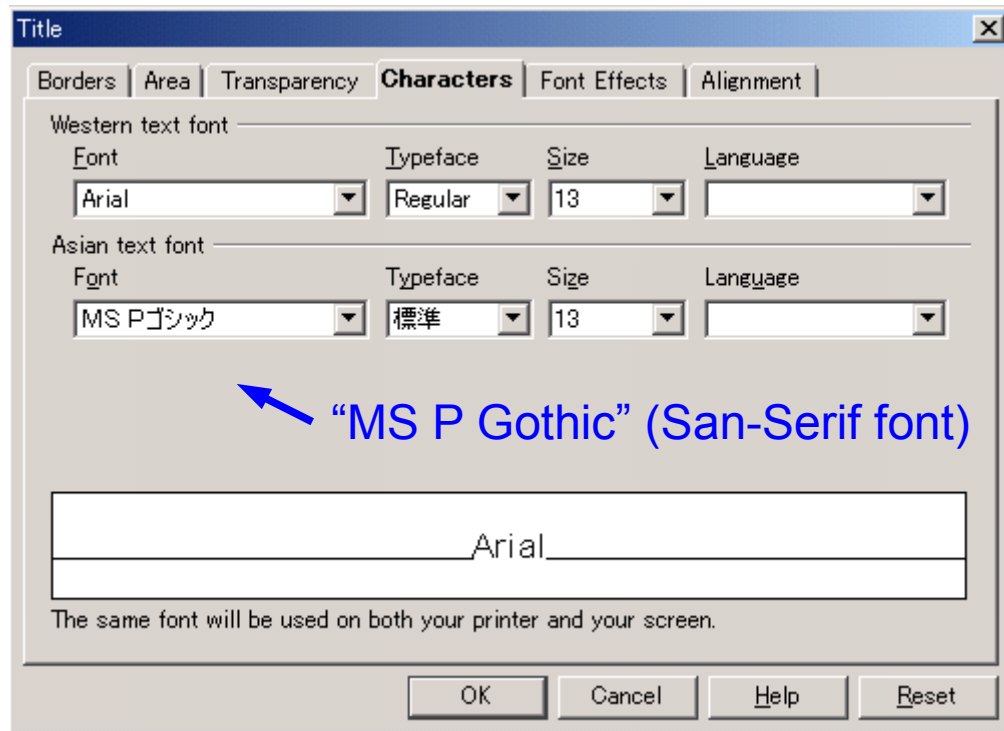 Title
Borders Area Transparency Characters Font Effects Alignment
Western text font
Font Typeface Size Language
Arial Regular 13
Asian text font
Font Typeface Size Language
MS Pゴシック 標準 13
“MS P Gothic” (San-Serif font)
Arial
The same font will be used on both your printer and your screen.
OK Cancel Help Reset